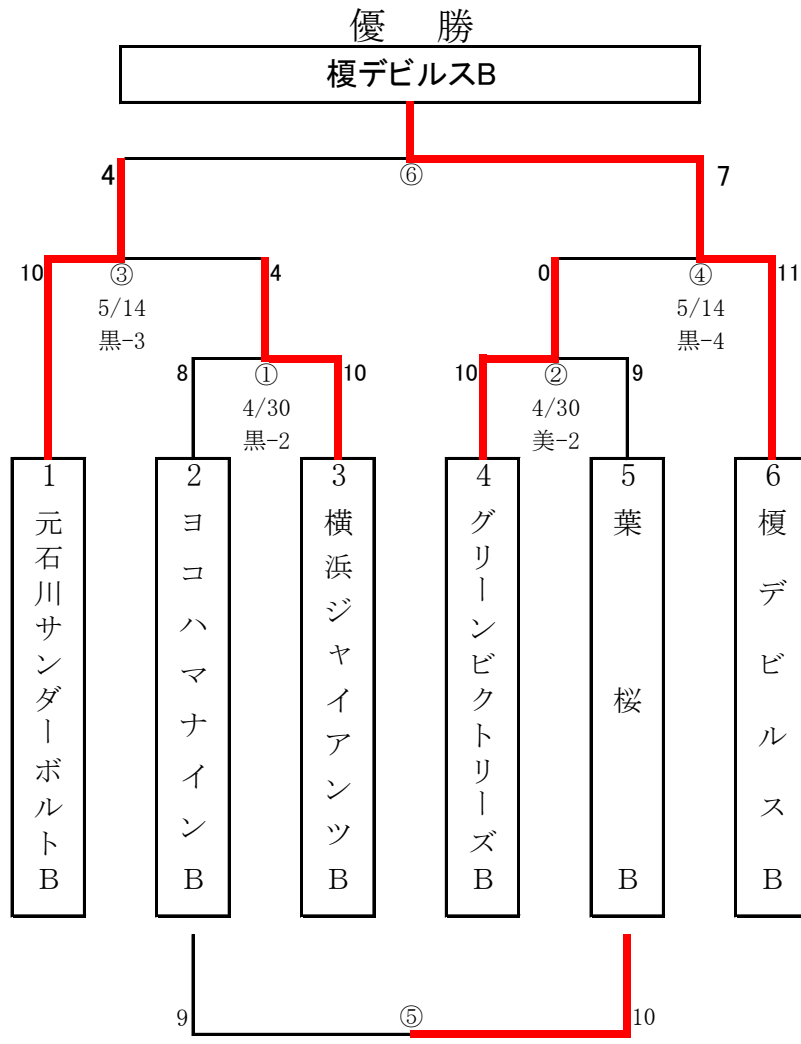 優　勝
榎デビルスB
4
⑥
7
10
③
4
0
④
11
5/14
黒-3
5/14
黒-4
8
①
10
10
②
9
4/30
黒-2
4/30
美-2
1
2
3
4
5
6
元石川サンダーボルトB
ヨコハマナインB
横浜ジャイアンツB
グリーンビクトリーズB
葉桜B
榎デビルスB
9
⑤
10